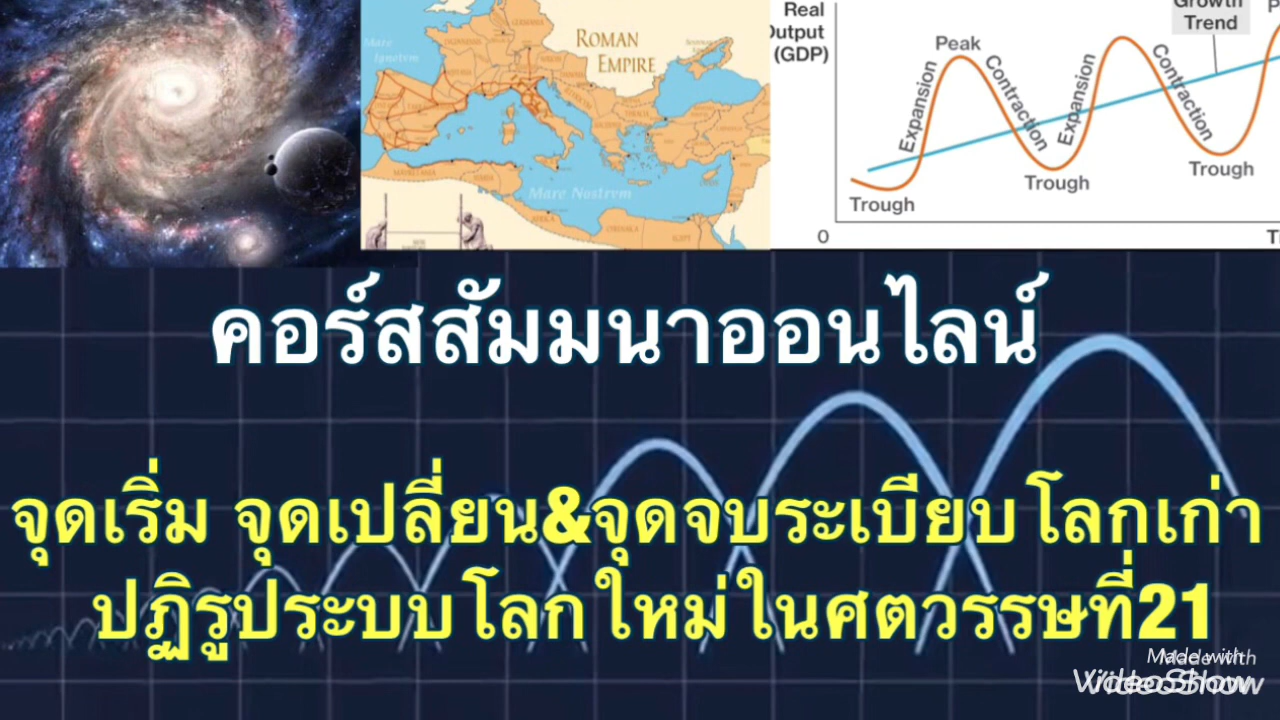 Mare
Ignotvm
ROMAN
EMPIRE
Mare Nostrvm
Real
Output
(GDP)
Growth
Trend
Peak
Expansion
Contraction
Expansion
Contraction
Trough
Trough
Trough
0
คอร์สสัมมนาออนไลน์
จุดเริ่ม จุดเปลี่ยน&จุดจบระเบียบโลกเก่า
ปฏิรูประบบโลกใหม่ในศตวรรษที่21
Made with
VideoShow